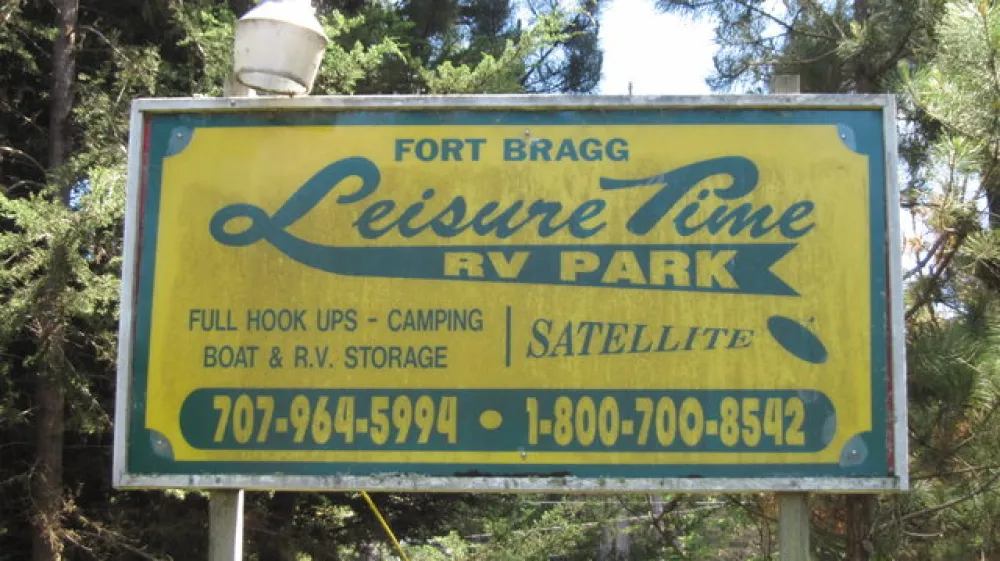 FORT BRAGG
Leisure Time
RV PARK
FULL HOOK UPS - CAMPING
BOAT & R.V. STORAGE
SATELLITE
707-964-5994 • 1-800-700-8542